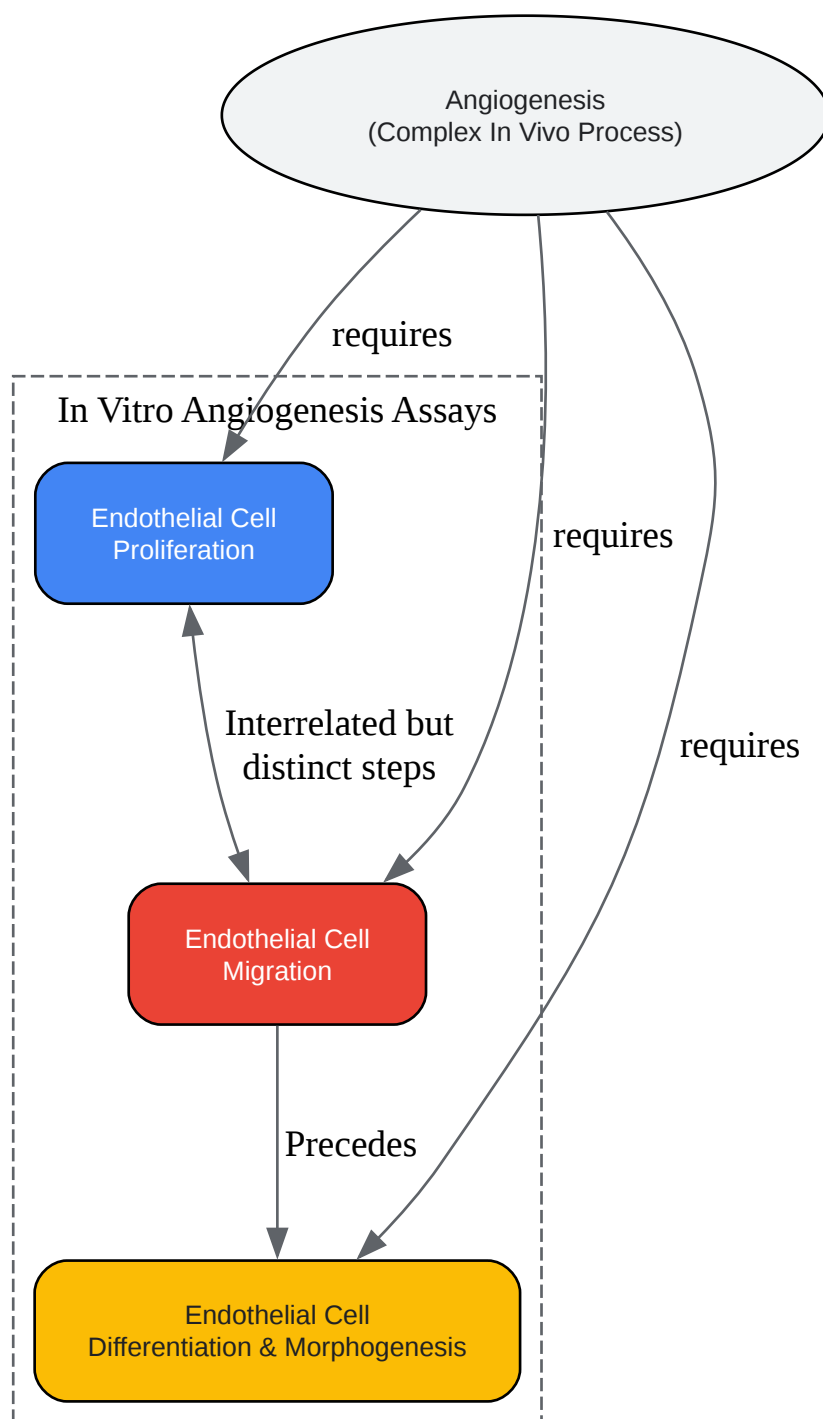 Angiogenesis
(Complex In Vivo Process)
requires
In Vitro Angiogenesis Assays
Endothelial Cell
Proliferation
requires
Interrelated but
distinct steps
requires
Endothelial Cell
Migration
Precedes
Endothelial Cell
Differentiation & Morphogenesis